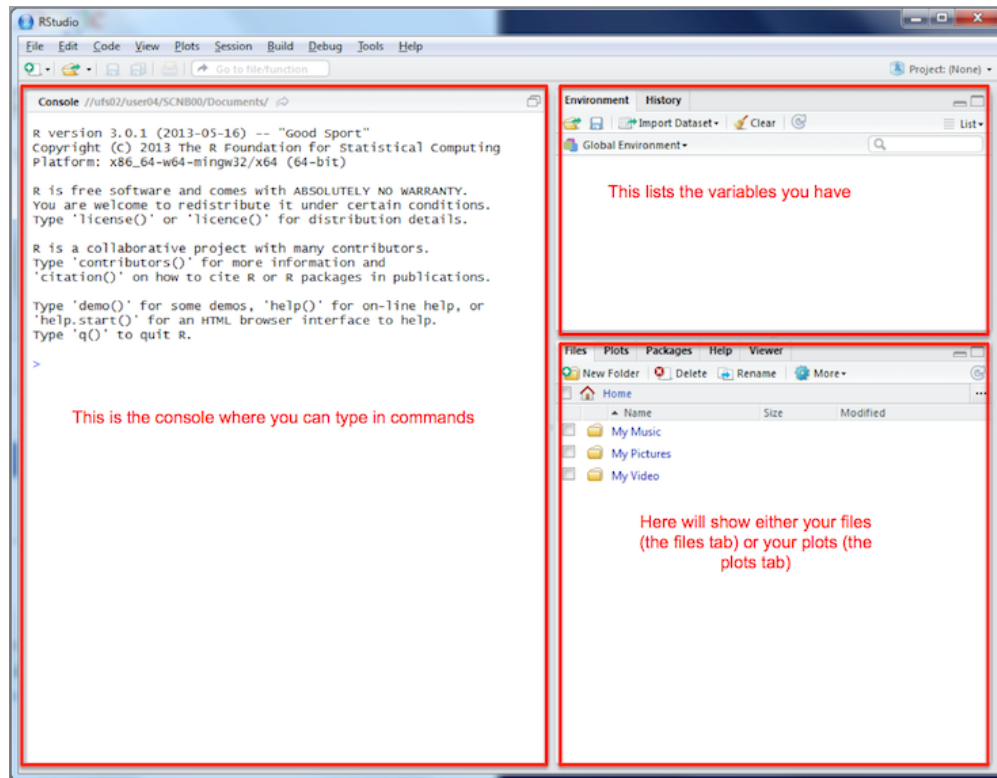 RStudio
File Edit Code View Plots Session Build Debug Tools Help
Go to file/function
Project: (None)
Console //ufs02/user04/SCNB00/Documents/
R version 3.0.1 (2013-05-16) -- "Good Sport"
Copyright (C) 2013 The R Foundation for Statistical Computing
Platform: x86_64-w64-mingw32/x64 (64-bit)
R is free software and comes with ABSOLUTELY NO WARRANTY.
You are welcome to redistribute it under certain conditions.
Type 'license()' or 'licence()' for distribution details.
R is a collaborative project with many contributors.
Type 'contributors()' for more information and
'citation()' on how to cite R or R packages in publications.
Type 'demo()' for some demos, 'help()' for on-line help, or
'help.start()' for an HTML browser interface to help.
Type 'q()' to quit R.
>
This is the console where you can type in commands
Environment History
Import Dataset Clear List
Global Environment
This lists the variables you have
Files Plots Packages Help Viewer
New Folder Delete Rename More
Home
Name Size Modified
My Music
My Pictures
My Video
Here will show either your files
(the files tab) or your plots (the
plots tab)